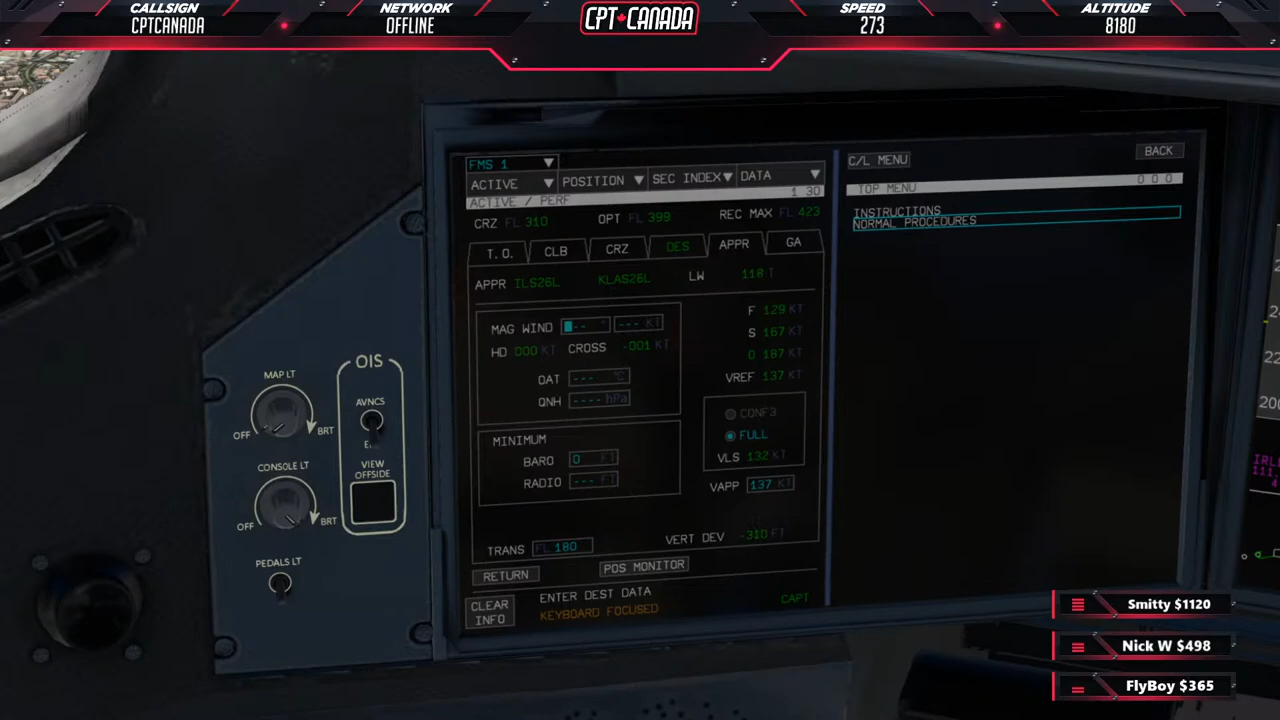 CALLSIGN
CPTCANADA
NETWORK
OFFLINE
CPT CANADA
SPEED
273
ALTITUDE
8180
FMS 1
ACTIVE
POSITION
SEC INDEX
DATA
ACTIVE / PERF
1 30
CRZ FL 310
OPT FL 399
REC MAX FL 423
T.O.
CLB
CRZ
DES
APPR
GA
APPR ILS26L KLAS26L LW 118 T
MAG WIND --- ° --- KT
HD 000 KT CROSS -001 KT
OAT --- °C
QNH ---- hPa
F 129 KT
S 167 KT
O 187 KT
VREF 137 KT
CONF3
FULL
VLS 132 KT
VAPP 137 KT
MINIMUM
BARO 0 FT
RADIO --- FT
TRANS FL 180
VERT DEV -310 FT
RETURN
POS MONITOR
CLEAR INFO
ENTER DEST DATA
KEYBOARD FOCUSED
CAPT
C/L MENU
BACK
TOP MENU
0 0 0
INSTRUCTIONS
NORMAL PROCEDURES
OIS
MAP LT
OFF
BRT
AVNCS
CONSOLE LT
OFF
BRT
VIEW
OFFSIDE
PEDALS LT
Smitty $1120
Nick W $498
FlyBoy $365